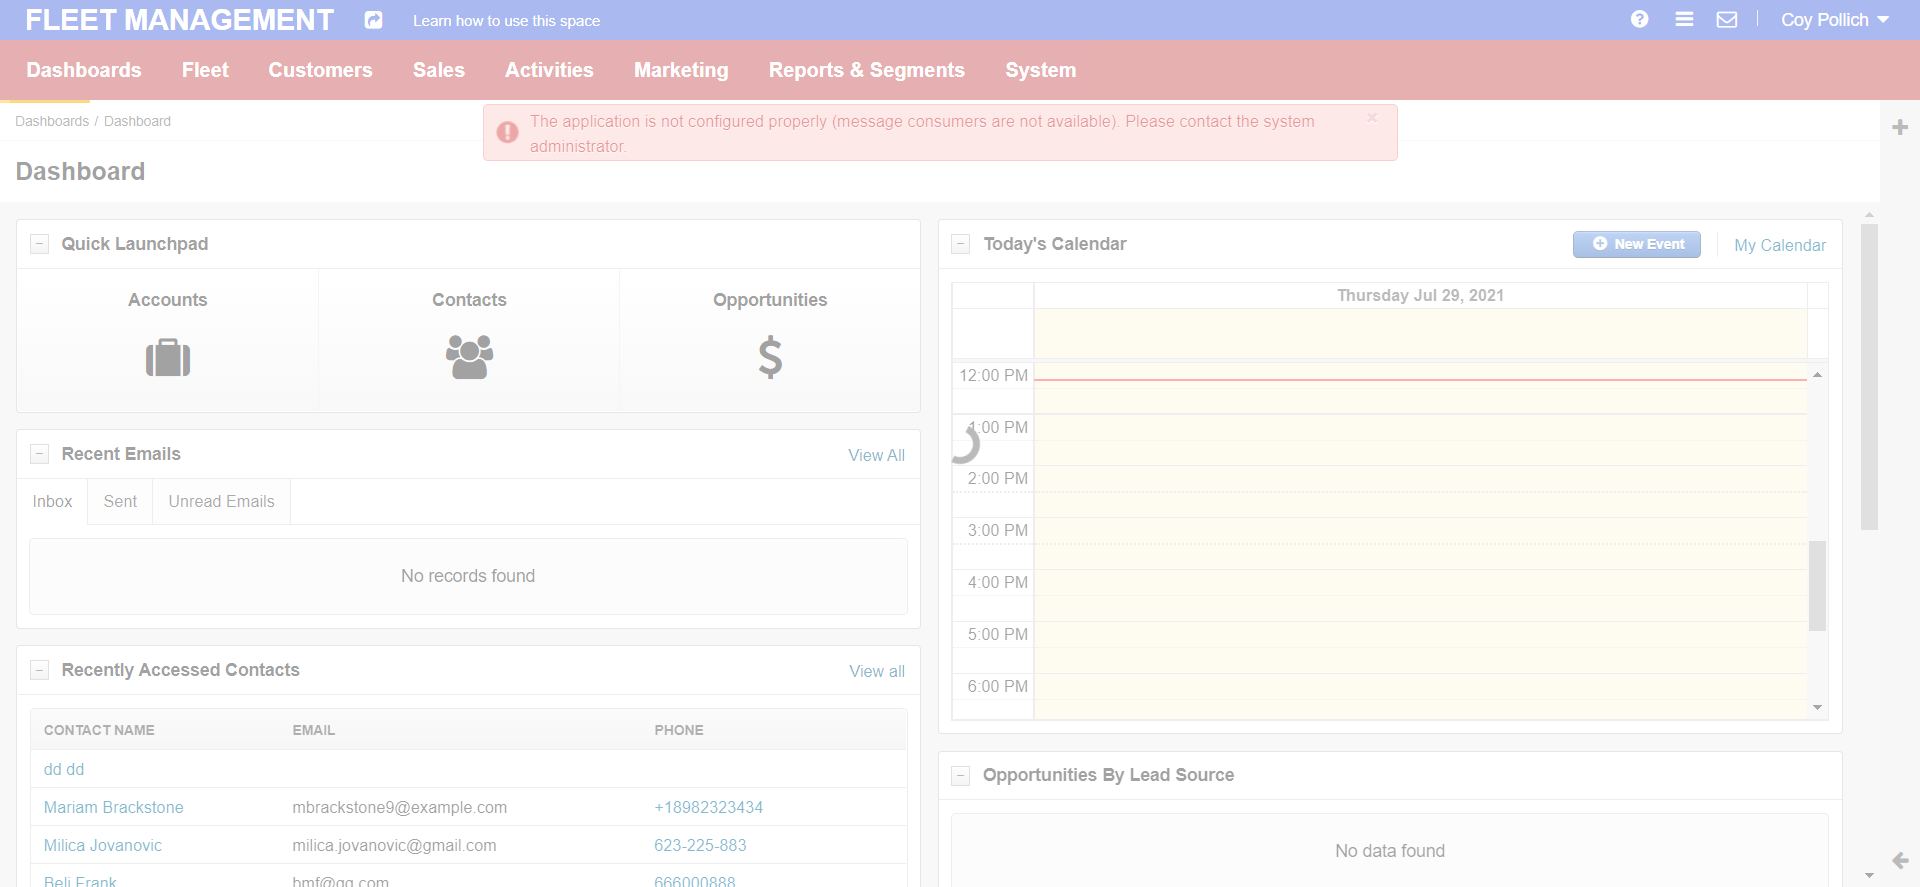 FLEET MANAGEMENT
Learn how to use this space
Coy Pollich
Dashboards Fleet Customers Sales Activities Marketing Reports & Segments System
Dashboards / Dashboard
The application is not configured properly (message consumers are not available). Please contact the system
administrator.
×
Dashboard
Quick Launchpad
Accounts Contacts Opportunities
Recent Emails
View All
Inbox Sent Unread Emails
No records found
Recently Accessed Contacts
View all
CONTACT NAME EMAIL PHONE
dd dd
Mariam Brackstone mbrackstone9@example.com +18982323434
Milica Jovanovic milica.jovanovic@gmail.com 623-225-883
Beli Frank bmf@gg.com 666000888
Today's Calendar
New Event
My Calendar
Thursday Jul 29, 2021
12:00 PM
1:00 PM
2:00 PM
3:00 PM
4:00 PM
5:00 PM
6:00 PM
Opportunities By Lead Source
No data found